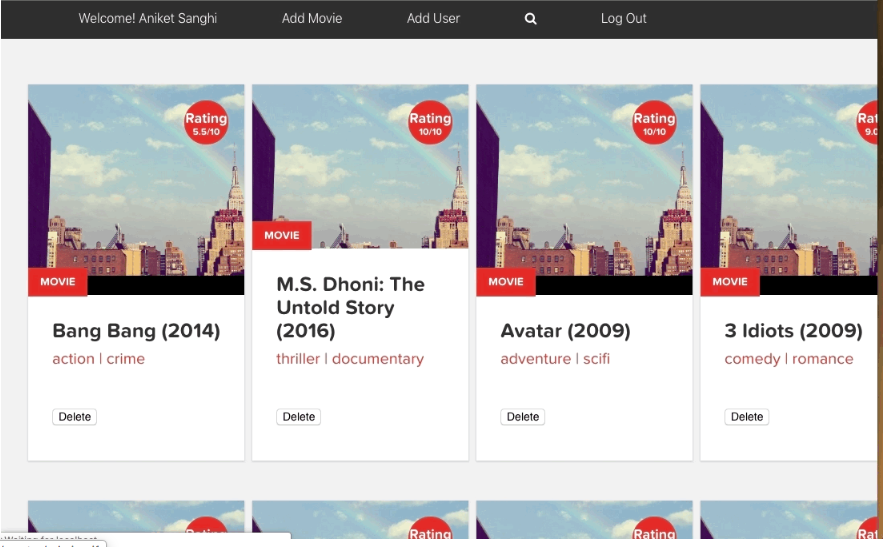 Welcome! Aniket Sanghi Add Movie Add User Log Out
Rating
5.5/10
MOVIE
Bang Bang (2014)
action | crime
Delete
Rating
10/10
MOVIE
M.S. Dhoni: The
Untold Story
(2016)
thriller | documentary
Delete
Rating
10/10
MOVIE
Avatar (2009)
adventure | scifi
Delete
Rat
9.0
MOVIE
3 Idiots (2009)
comedy | romance
Delete
Rating
Rating
Rating
Rat
Waiting for localhost